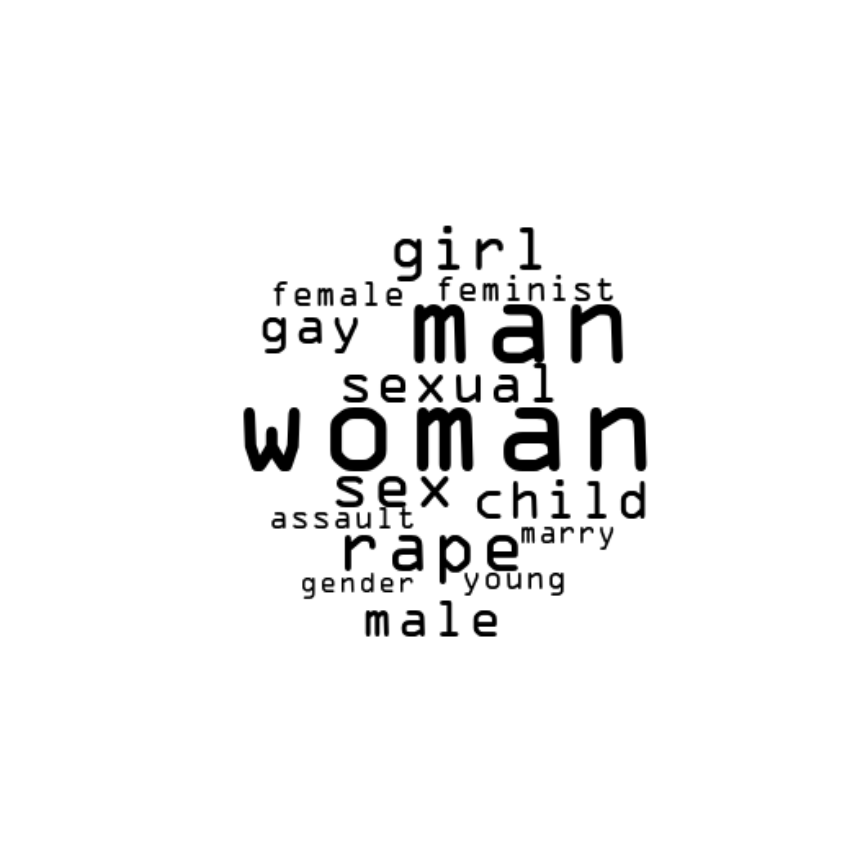 girl
female feminist
gay man
sexual
woman
sex child
assault marry
rape
gender young
male